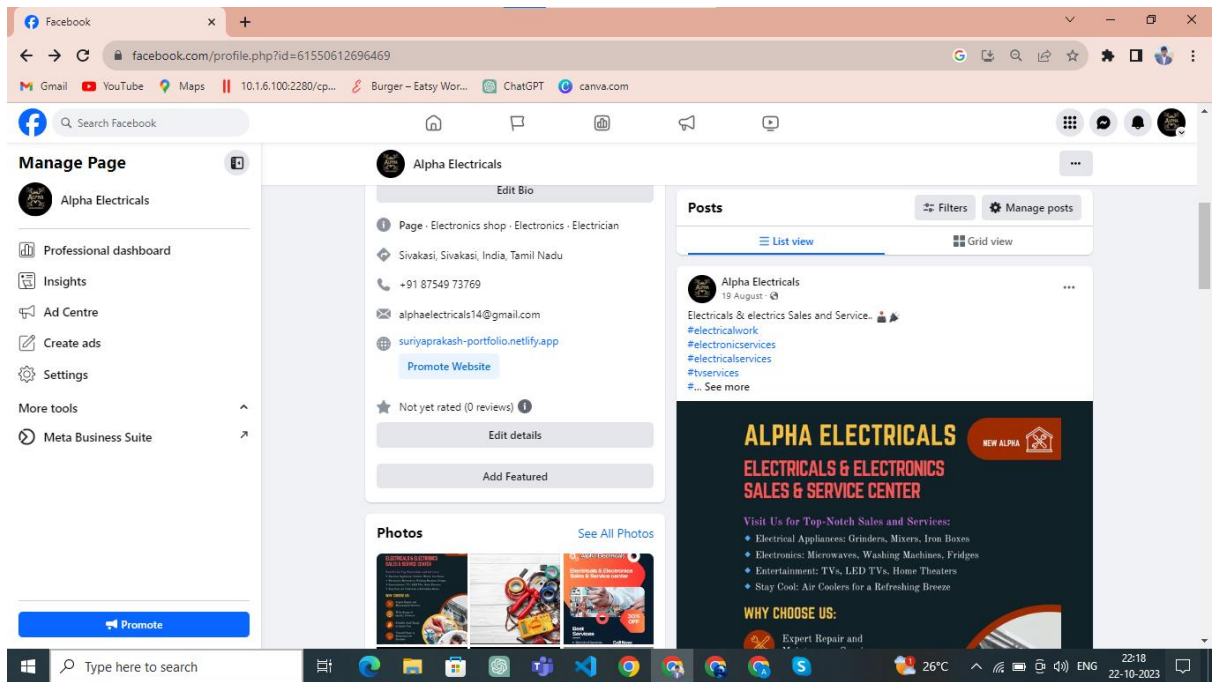 Facebook
facebook.com/profile.php?id=61550612696469
Gmail
YouTube
Maps
10.1.6.100:2280/cp...
Burger – Eatsy Wor...
ChatGPT
canva.com
Search Facebook
Manage Page
Alpha Electricals
Professional dashboard
Insights
Ad Centre
Create ads
Settings
More tools
Meta Business Suite
Promote
Alpha Electricals
Edit Bio
Page · Electronics shop · Electronics · Electrician
Sivakasi, Sivakasi, India, Tamil Nadu
+91 87549 73769
alphaelectricals14@gmail.com
suriyaprakash-portfolio.netlify.app
Promote Website
Not yet rated (0 reviews)
Edit details
Add Featured
Photos
See All Photos
Posts
Filters
Manage posts
List view
Grid view
Alpha Electricals
19 August
Electricals & electrics Sales and Service..
#electricalwork
#electronicservices
#electricalservices
#tvservices
#... See more
ALPHA ELECTRICALS
NEW ALPHA
ELECTRICALS & ELECTRONICS
SALES & SERVICE CENTER
Visit Us for Top-Notch Sales and Services:
Electrical Appliances: Grinders, Mixers, Iron Boxes
Electronics: Microwaves, Washing Machines, Fridges
Entertainment: TVs, LED TVs, Home Theaters
Stay Cool: Air Coolers for a Refreshing Breeze
WHY CHOOSE US:
Expert Repair and
Type here to search
26°C
ENG
22:18
22-10-2023